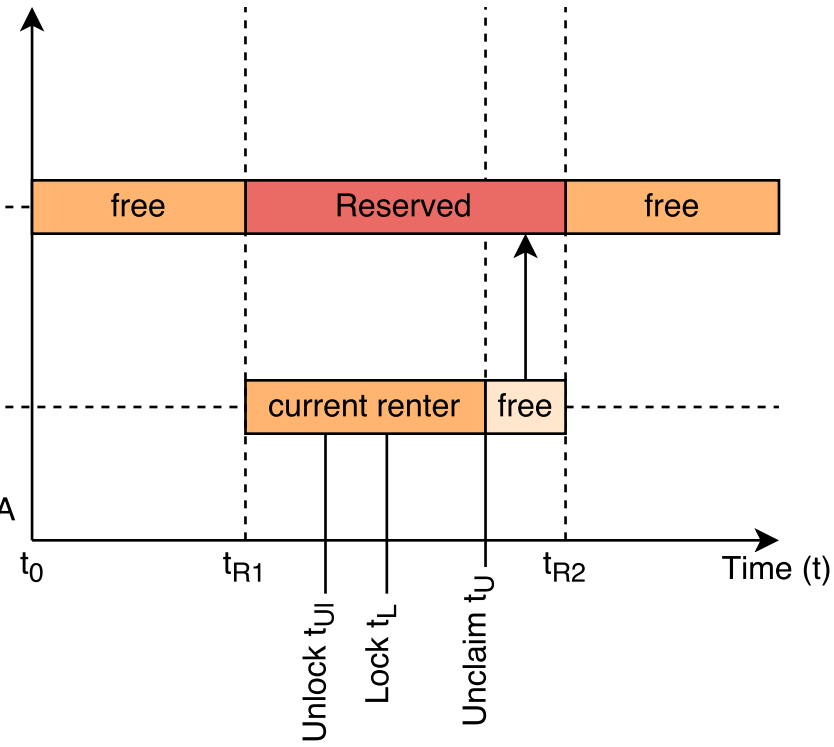 free Reserved free
current renter free
A
t0 tR1 tR2 Time (t)
Unlock tUl
Lock tL
Unclaim tU